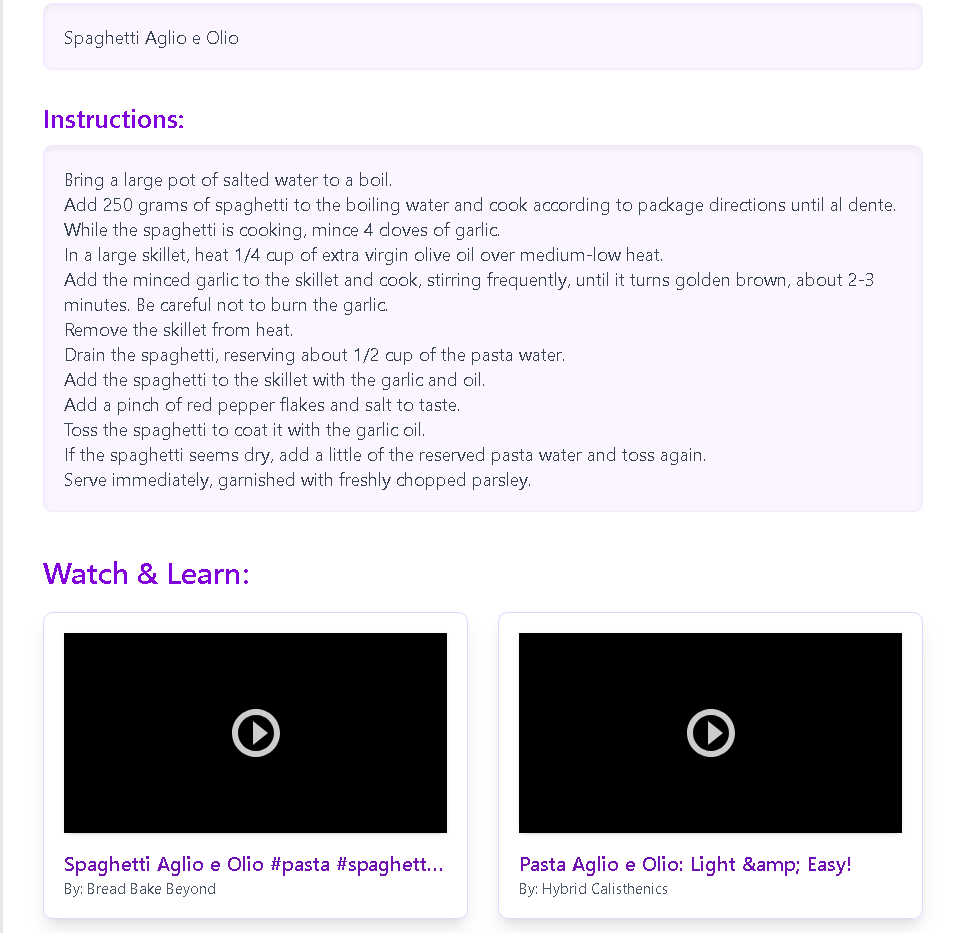 Spaghetti Aglio e Olio
Instructions:
Bring a large pot of salted water to a boil.
Add 250 grams of spaghetti to the boiling water and cook according to package directions until al dente.
While the spaghetti is cooking, mince 4 cloves of garlic.
In a large skillet, heat 1/4 cup of extra virgin olive oil over medium-low heat.
Add the minced garlic to the skillet and cook, stirring frequently, until it turns golden brown, about 2-3
minutes. Be careful not to burn the garlic.
Remove the skillet from heat.
Drain the spaghetti, reserving about 1/2 cup of the pasta water.
Add the spaghetti to the skillet with the garlic and oil.
Add a pinch of red pepper flakes and salt to taste.
Toss the spaghetti to coat it with the garlic oil.
If the spaghetti seems dry, add a little of the reserved pasta water and toss again.
Serve immediately, garnished with freshly chopped parsley.
Watch & Learn:
Spaghetti Aglio e Olio #pasta #spaghett...
By: Bread Bake Beyond
Pasta Aglio e Olio: Light &amp; Easy!
By: Hybrid Calisthenics